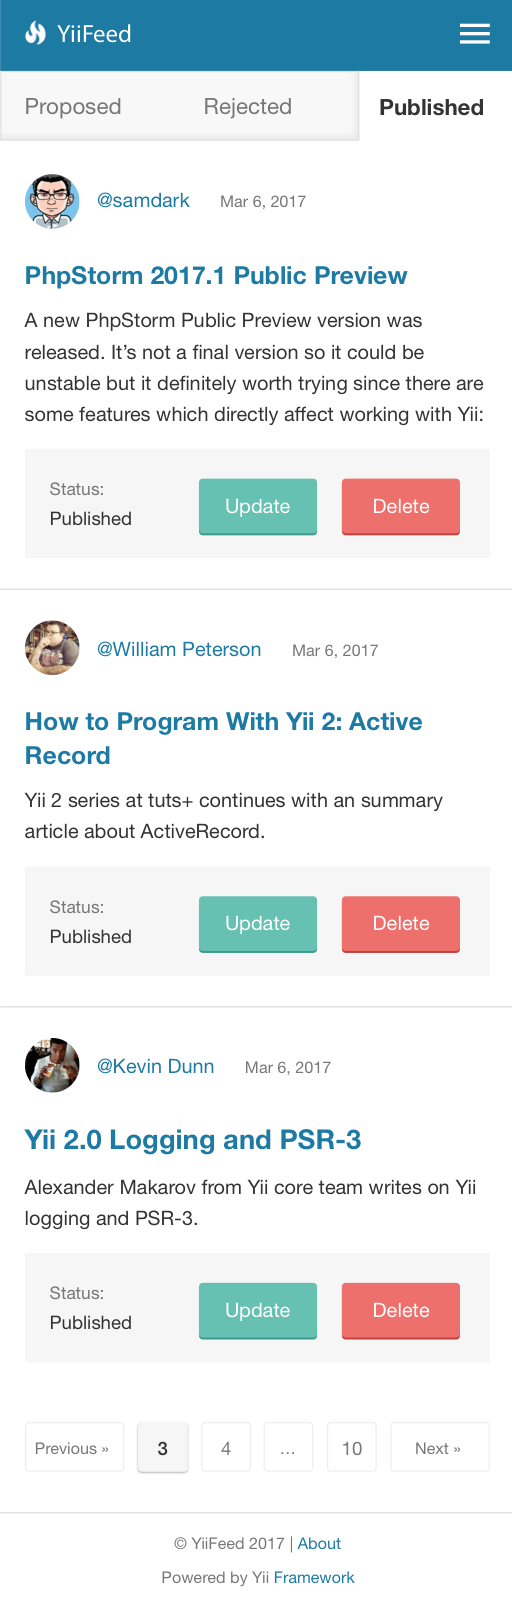 YiiFeed
Proposed Rejected Published
@samdark Mar 6, 2017
PhpStorm 2017.1 Public Preview
A new PhpStorm Public Preview version was
released. It’s not a final version so it could be
unstable but it definitely worth trying since there are
some features which directly affect working with Yii:
Status:
Published
Update Delete
@William Peterson Mar 6, 2017
How to Program With Yii 2: Active
Record
Yii 2 series at tuts+ continues with an summary
article about ActiveRecord.
Status:
Published
Update Delete
@Kevin Dunn Mar 6, 2017
Yii 2.0 Logging and PSR-3
Alexander Makarov from Yii core team writes on Yii
logging and PSR-3.
Status:
Published
Update Delete
Previous » 3 4 ... 10 Next »
© YiiFeed 2017 | About
Powered by Yii Framework